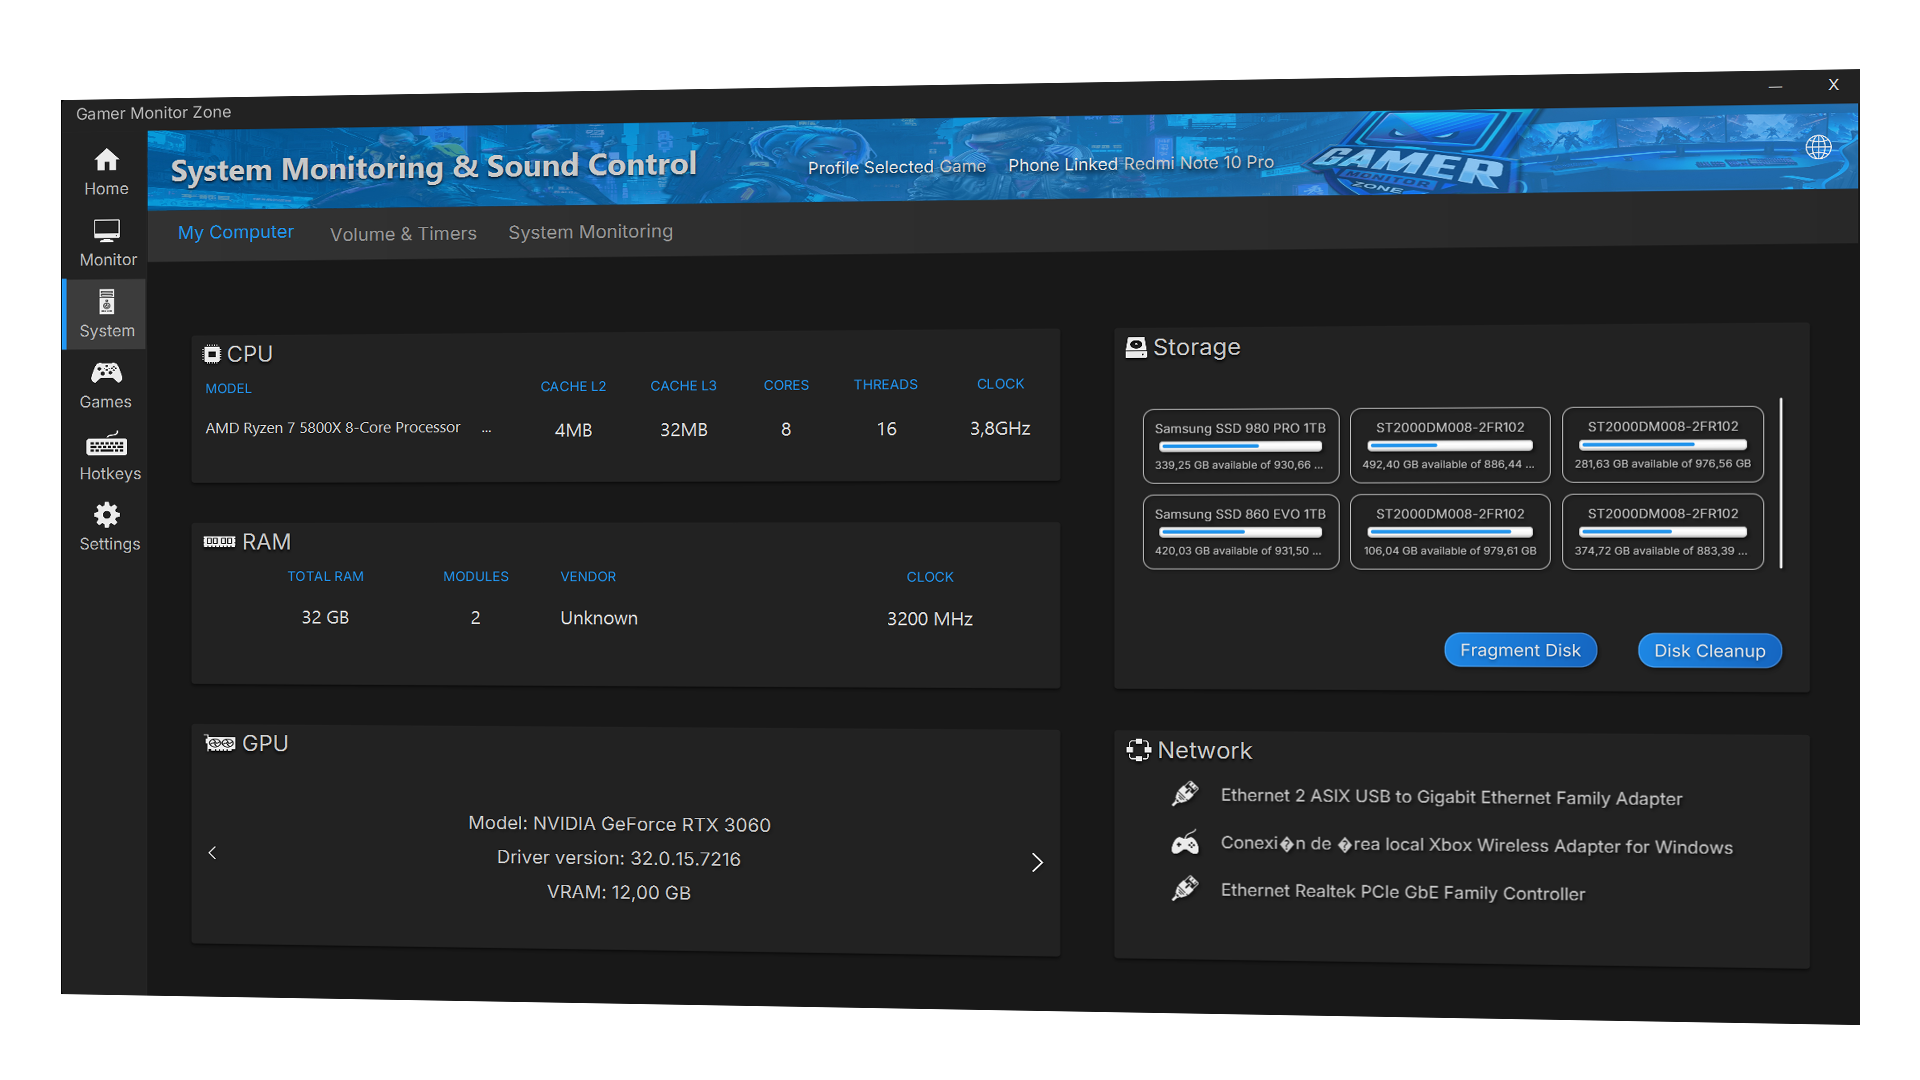 Gamer Monitor Zone
X
System Monitoring & Sound Control
Profile Selected Game
Phone Linked Redmi Note 10 Pro
GAMER
MONITOR
ZONE
Home
Monitor
System
Games
Hotkeys
Settings
My Computer
Volume & Timers
System Monitoring
CPU
MODEL CACHE L2 CACHE L3 CORES THREADS CLOCK
AMD Ryzen 7 5800X 8-Core Processor ... 4MB 32MB 8 16 3,8GHz
RAM
TOTAL RAM MODULES VENDOR CLOCK
32 GB 2 Unknown 3200 MHz
GPU
Model: NVIDIA GeForce RTX 3060
Driver version: 32.0.15.7216
VRAM: 12,00 GB
Storage
Samsung SSD 980 PRO 1TB
339,25 GB available of 930,66 ...
ST2000DM008-2FR102
492,40 GB available of 886,44 ...
ST2000DM008-2FR102
281,63 GB available of 976,56 GB
Samsung SSD 860 EVO 1TB
420,03 GB available of 931,50 ...
ST2000DM008-2FR102
106,04 GB available of 979,61 GB
ST2000DM008-2FR102
374,72 GB available of 883,39 ...
Fragment Disk
Disk Cleanup
Network
Ethernet 2 ASIX USB to Gigabit Ethernet Family Adapter
Conexi�n de �rea local Xbox Wireless Adapter for Windows
Ethernet Realtek PCIe GbE Family Controller